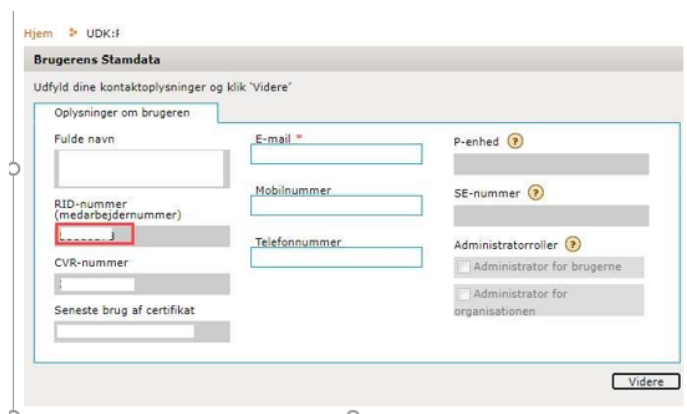 Hjem UDK:F
Brugerens Stamdata
Udfyld dine kontaktoplysninger og klik 'Videre'
Oplysninger om brugeren
Fulde navn
RID-nummer
(medarbejdernummer)
CVR-nummer
Seneste brug af certifikat
E-mail *
Mobilnummer
Telefonnummer
P-enhed ?
SE-nummer ?
Administratorroller ?
Administrator for brugerne
Administrator for
organisationen
Videre